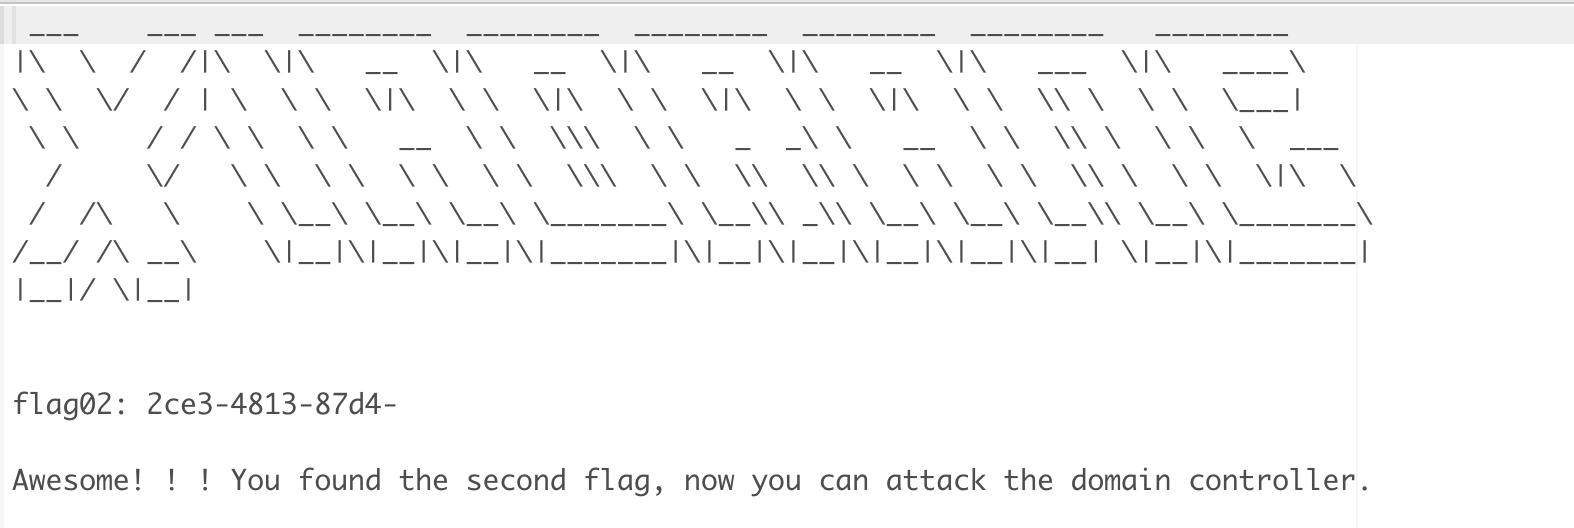 ___    ___ ___  ________  ________  ________  ________  ________   ________
|\  \  /  /|\  \|\   __  \|\   __  \|\   __  \|\   __  \|\   ___  \|\   ____\
\ \  \/  / | \  \ \  \|\  \ \  \|\  \ \  \|\  \ \  \|\  \ \  \\ \  \ \  \___|
 \ \    / / \ \  \ \   __  \ \  \\\  \ \   _  _\ \   __  \ \  \\ \  \ \  \  ___
  /     \/   \ \  \ \  \ \  \ \  \\\  \ \  \\  \\ \  \ \  \ \  \\ \  \ \  \|\  \
 /  /\   \    \ \__\ \__\ \__\ \_______\ \__\\ _\\ \__\ \__\ \__\\ \__\ \_______\
/__/ /\ __\    \|__|\|__|\|__|\|_______|\|__|\|__|\|__|\|__|\|__| \|__|\|_______|
|__|/ \|__|
flag02: 2ce3-4813-87d4-
Awesome! ! ! You found the second flag, now you can attack the domain controller.